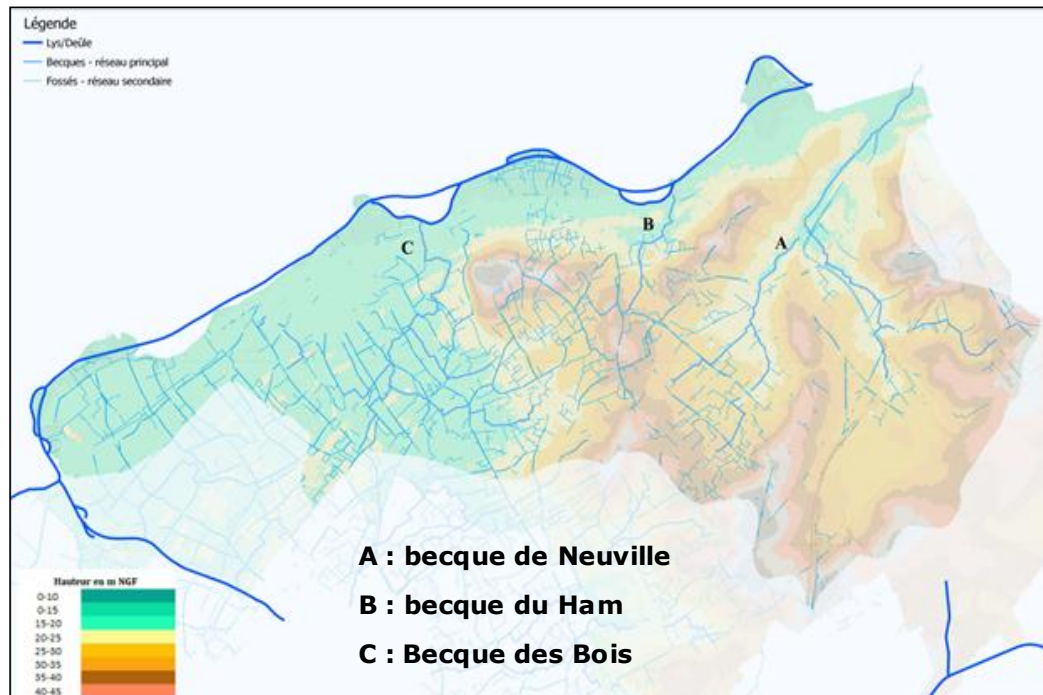 Légende
Lys/Deûle
Becques - réseau principal
Fossés - réseau secondaire
C
B
A
A : becque de Neuville
B : becque du Ham
C : Becque des Bois
Hauteur en m NGF
0-10
0-15
15-20
20-25
25-30
30-35
35-40
40-45